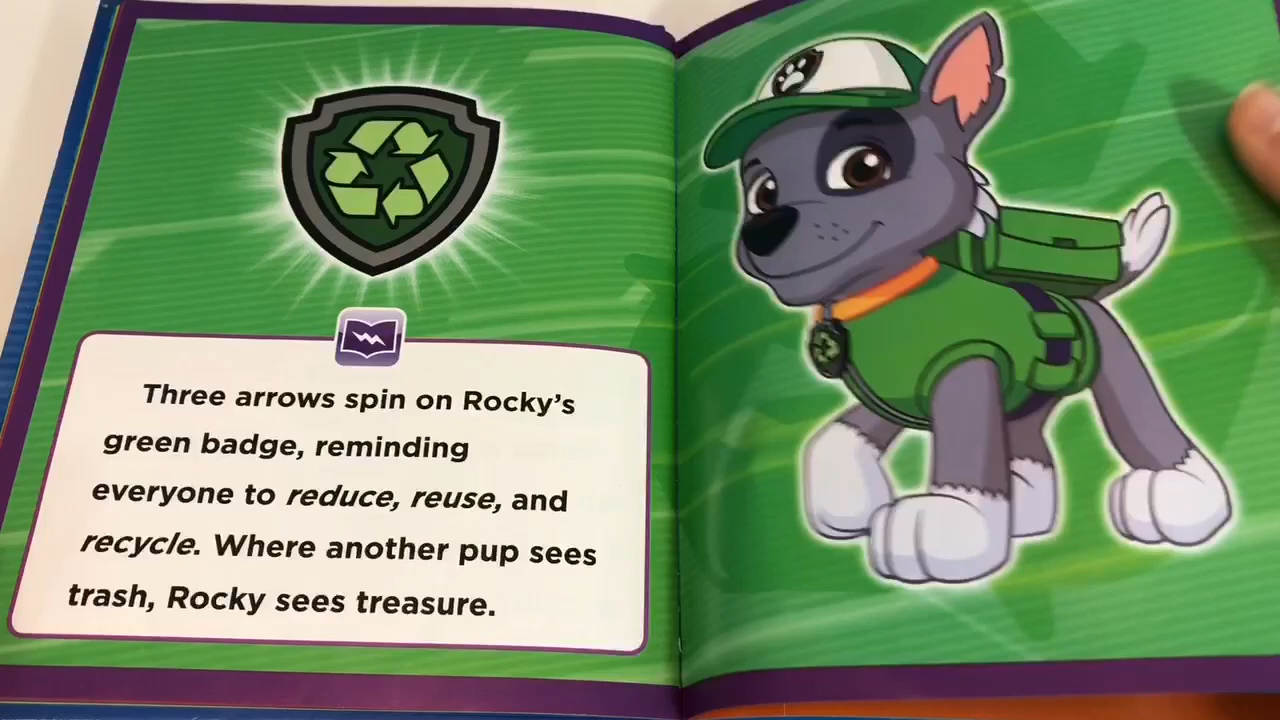 Three arrows spin on Rocky's
green badge, reminding
everyone to reduce, reuse, and
recycle. Where another pup sees
trash, Rocky sees treasure.